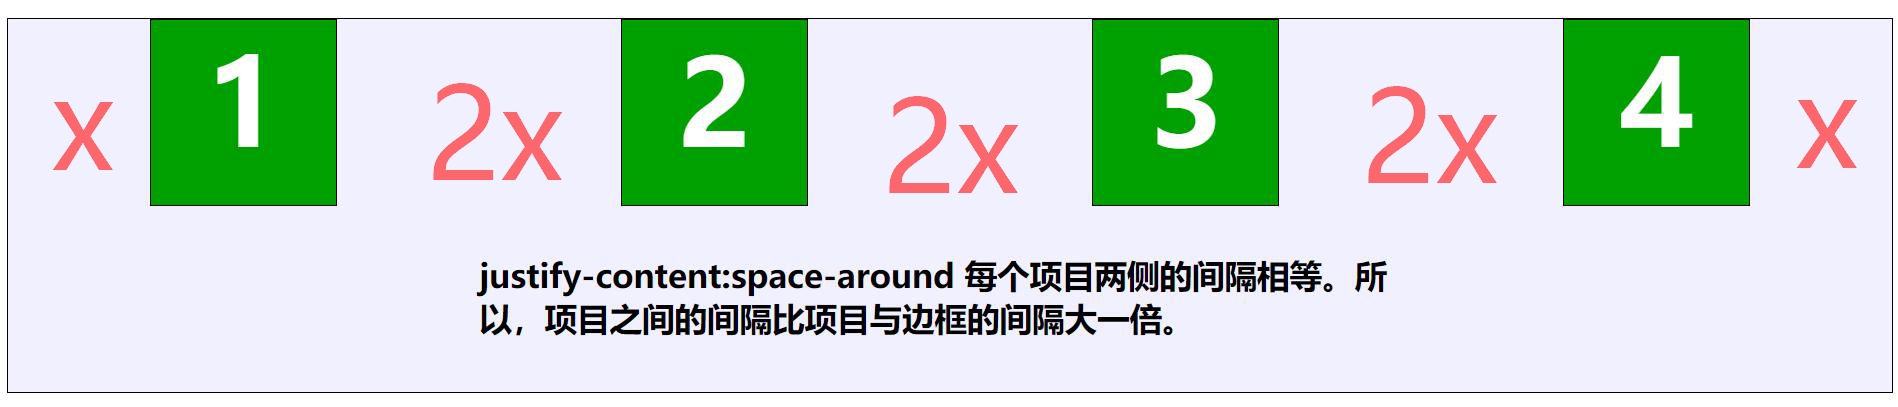 x 1 2x 2 2x 3 2x 4 x
justify-content:space-around 每个项目两侧的间隔相等。所
以，项目之间的间隔比项目与边框的间隔大一倍。